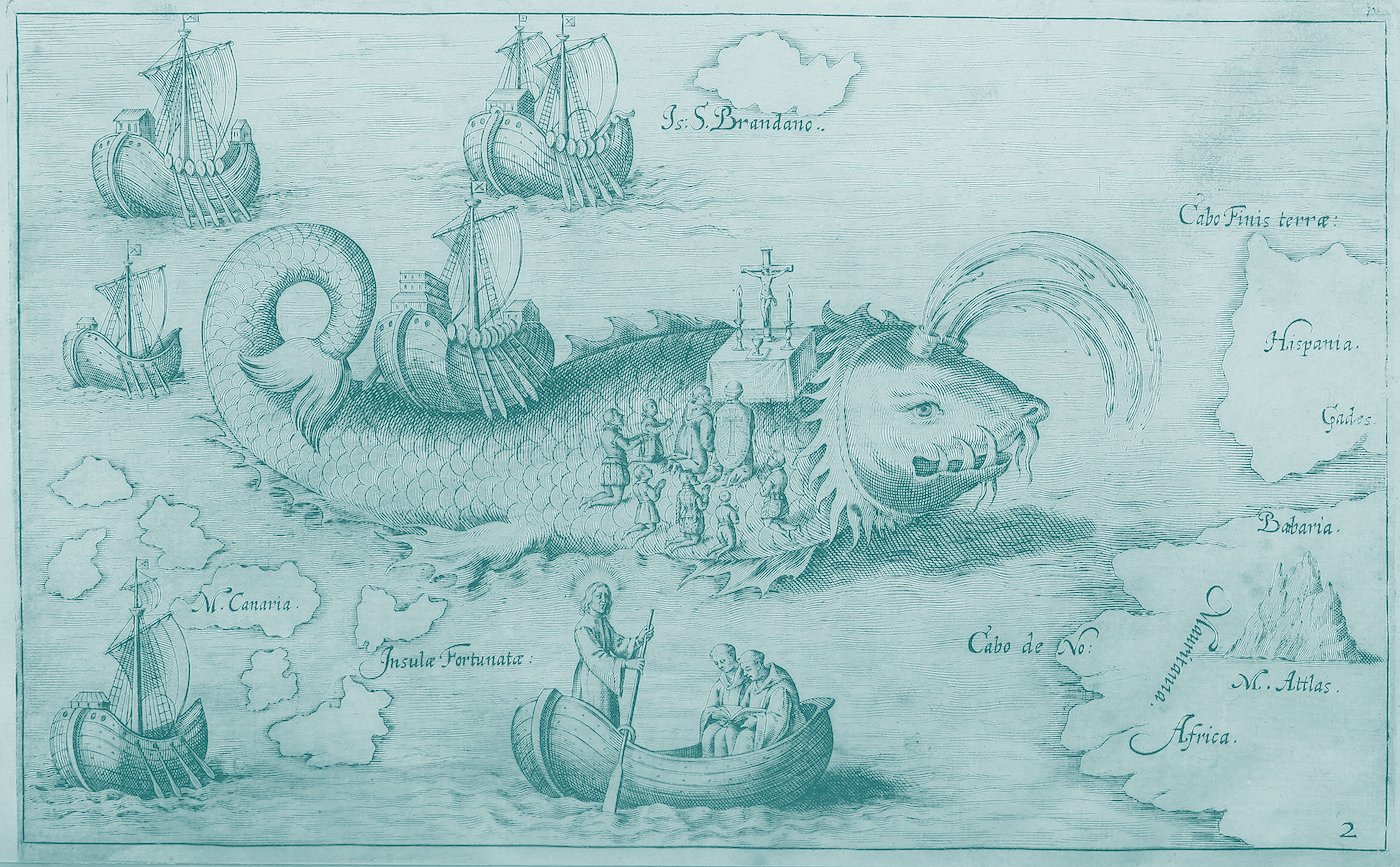 Is: S. Brandano..
Cabo Finis terræ:
Hispania.
Gades.
Babaria.
M. Canaria.
Insulæ Fortunatæ:
Cabo de No:
Mauritania.
M. Attlas.
Africa.
2